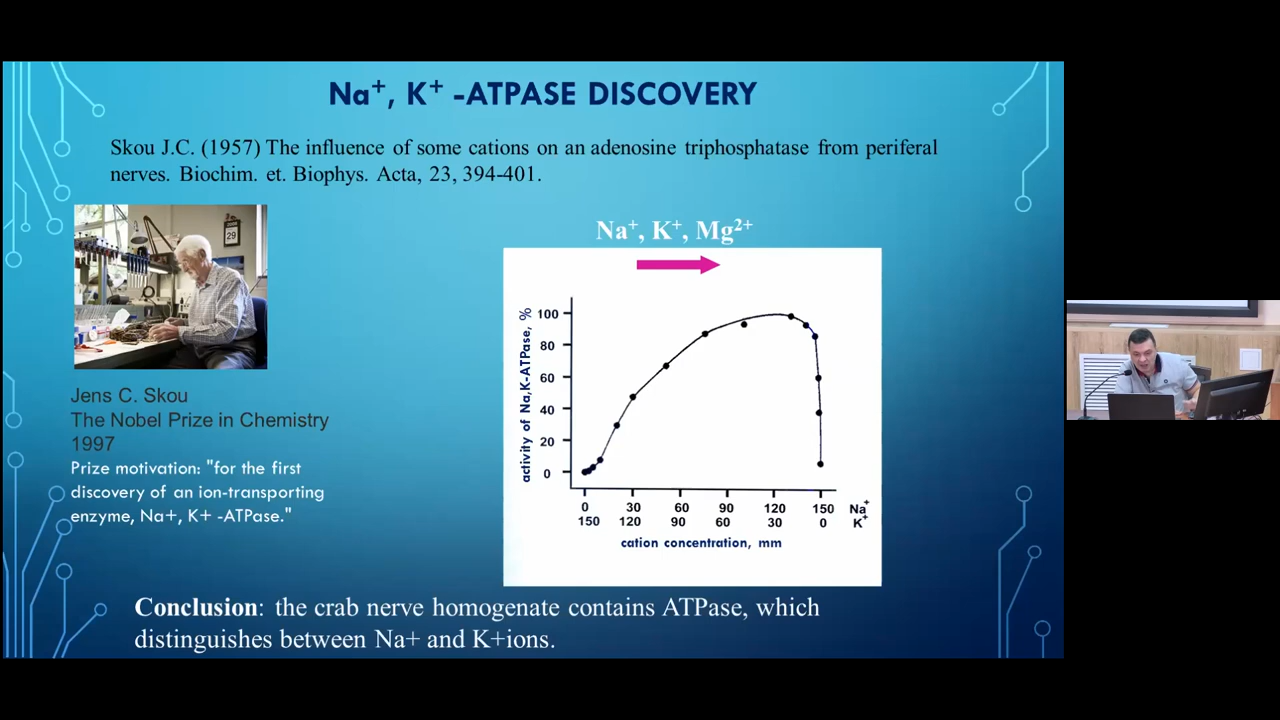 Na⁺, K⁺ -ATPASE DISCOVERY
Skou J.C. (1957) The influence of some cations on an adenosine triphosphatase from periferal
nerves. Biochim. et. Biophys. Acta, 23, 394-401.
29
Jens C. Skou
The Nobel Prize in Chemistry
1997
Prize motivation: "for the first
discovery of an ion-transporting
enzyme, Na+, K+ -ATPase."
Na⁺, K⁺, Mg²⁺
activity of Na,K-ATPase, %
100
80
60
40
20
0
0 30 60 90 120 150 Na⁺
150 120 90 60 30 0 K⁺
cation concentration, mm
Conclusion: the crab nerve homogenate contains ATPase, which
distinguishes between Na+ and K+ions.